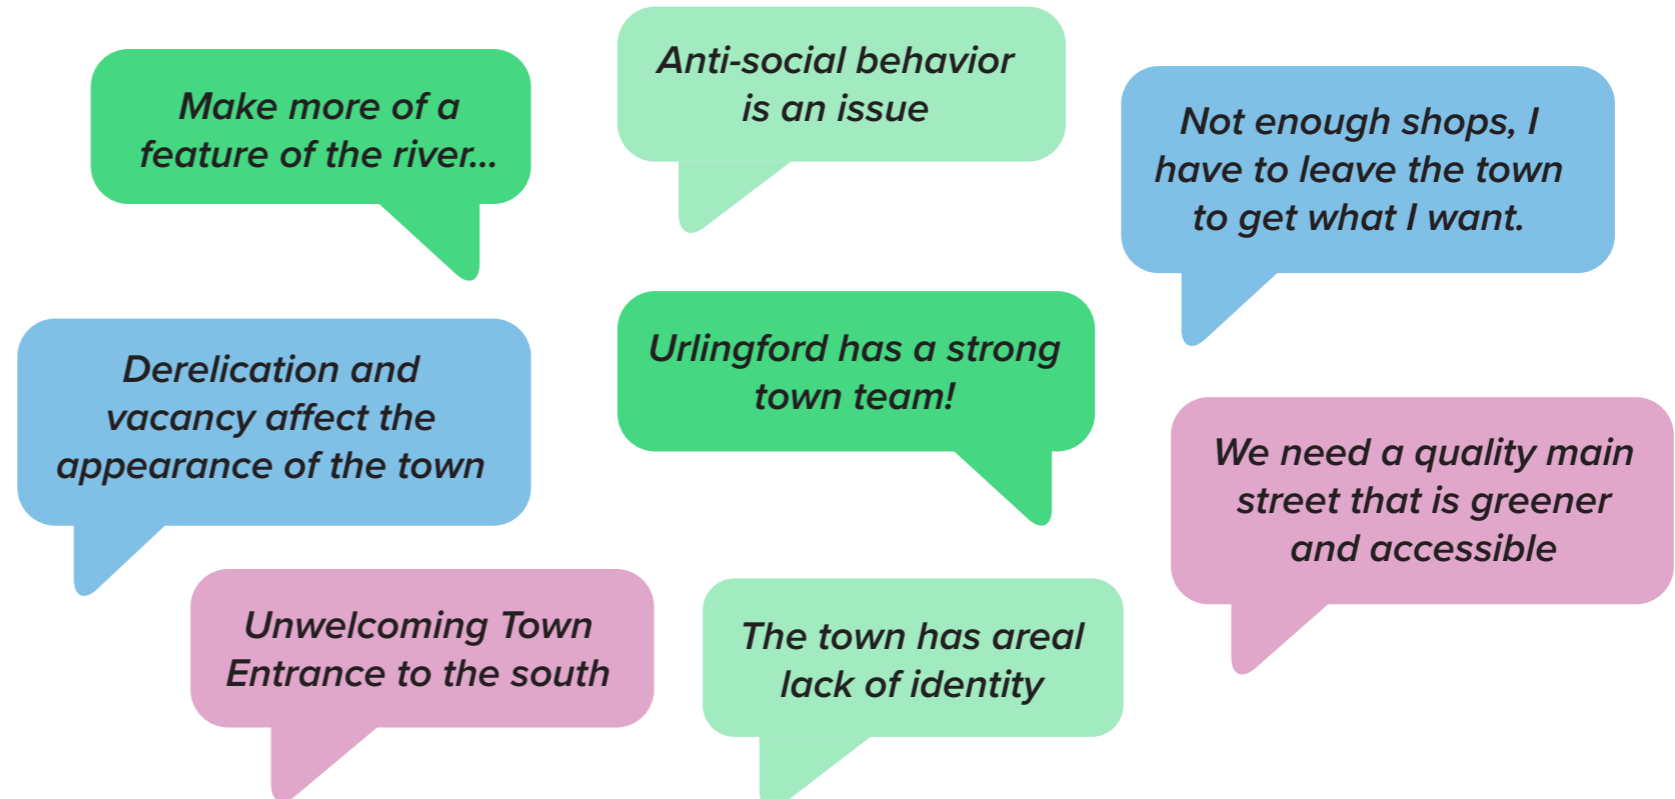 Make more of a
feature of the river...
Anti-social behavior
is an issue
Not enough shops, I
have to leave the town
to get what I want.
Derelication and
vacancy affect the
appearance of the town
Urlingford has a strong
town team!
We need a quality main
street that is greener
and accessible
Unwelcoming Town
Entrance to the south
The town has areal
lack of identity